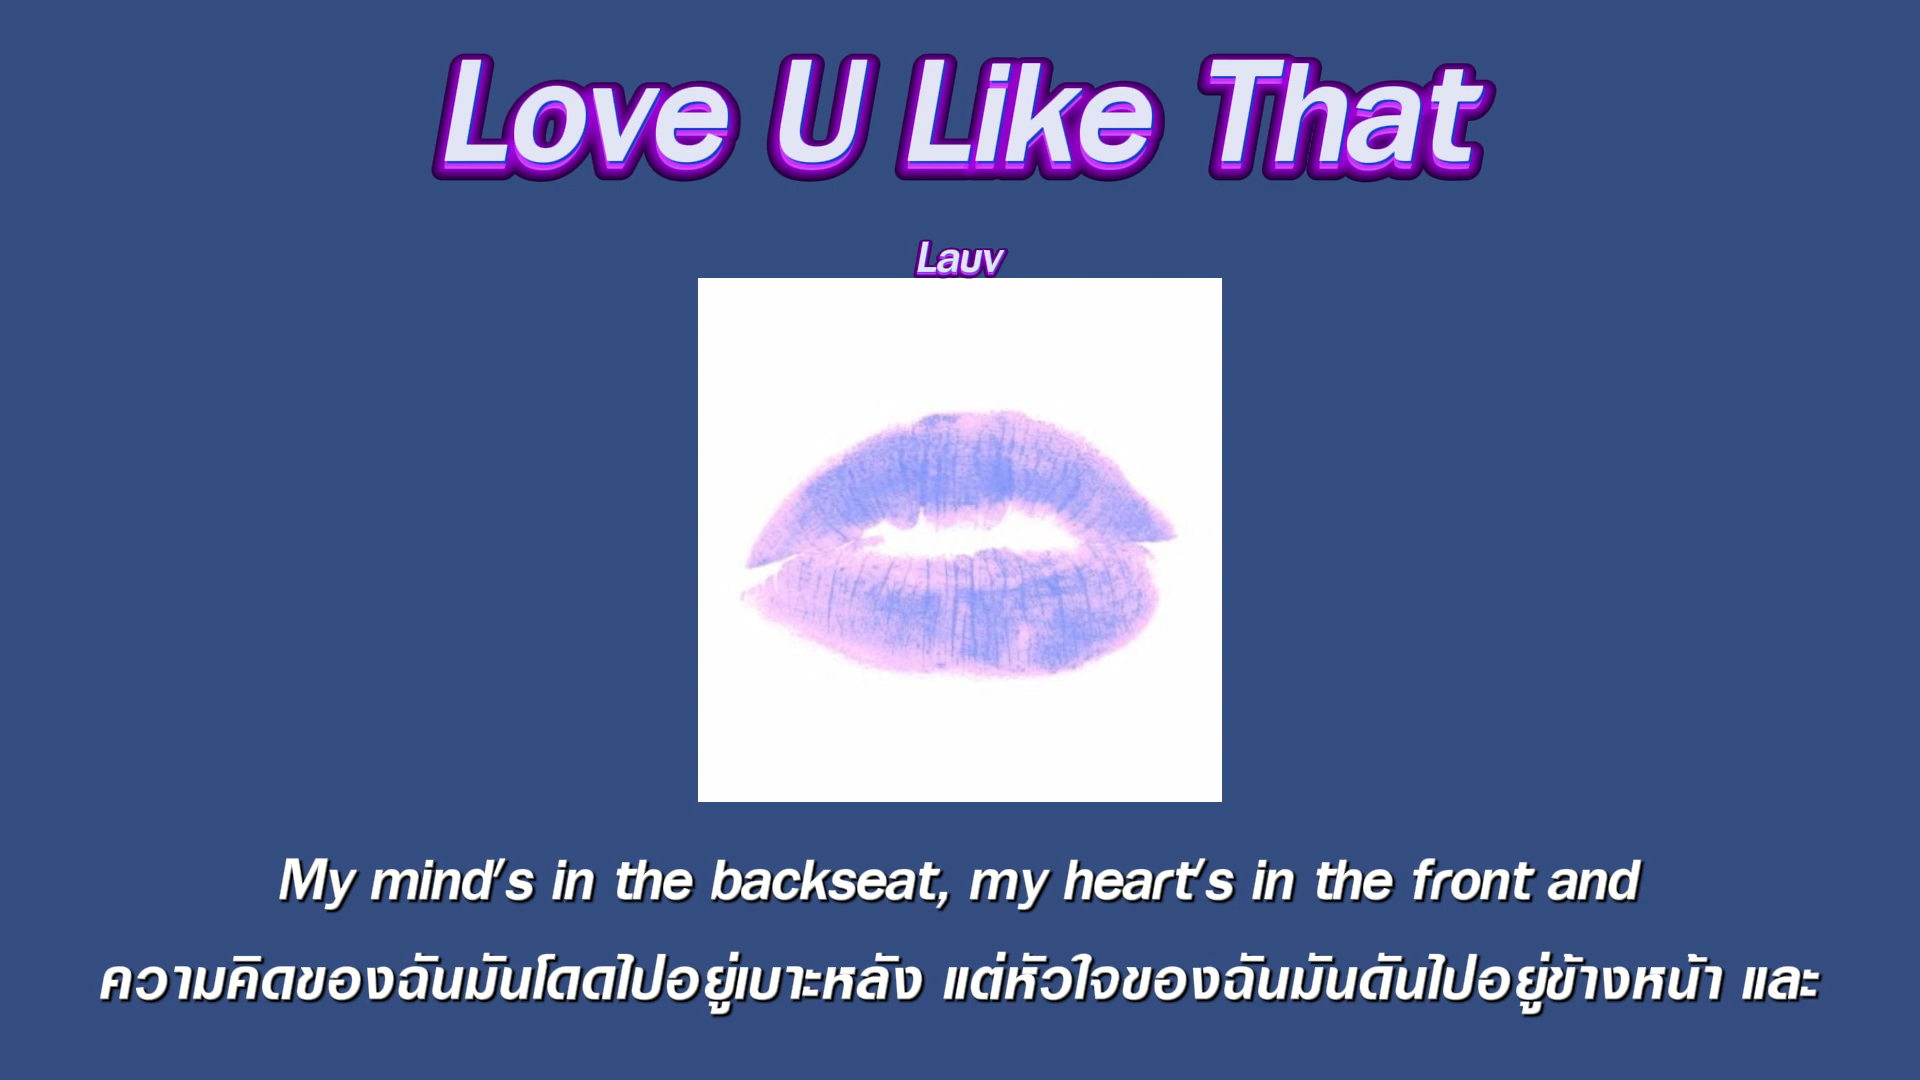 Love U Like That
Lauv
My mind's in the backseat, my heart's in the front and
ความคิดของฉันมันโดดไปอยู่เบาะหลัง แต่หัวใจของฉันมันดันไปอยู่ข้างหน้า และ